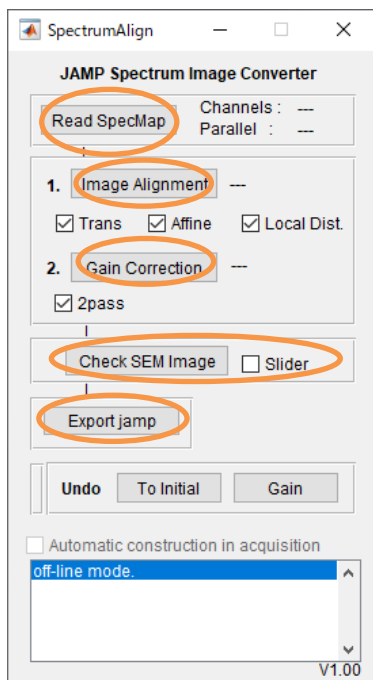 SpectrumAlign
JAMP Spectrum Image Converter
Read SpecMap
Channels : ---
Parallel : ---
1. Image Alignment ---
Trans Affine Local Dist.
2. Gain Correction ---
2pass
Check SEM Image Slider
Export jamp
Undo To Initial Gain
Automatic construction in acquisition
off-line mode.
V1.00